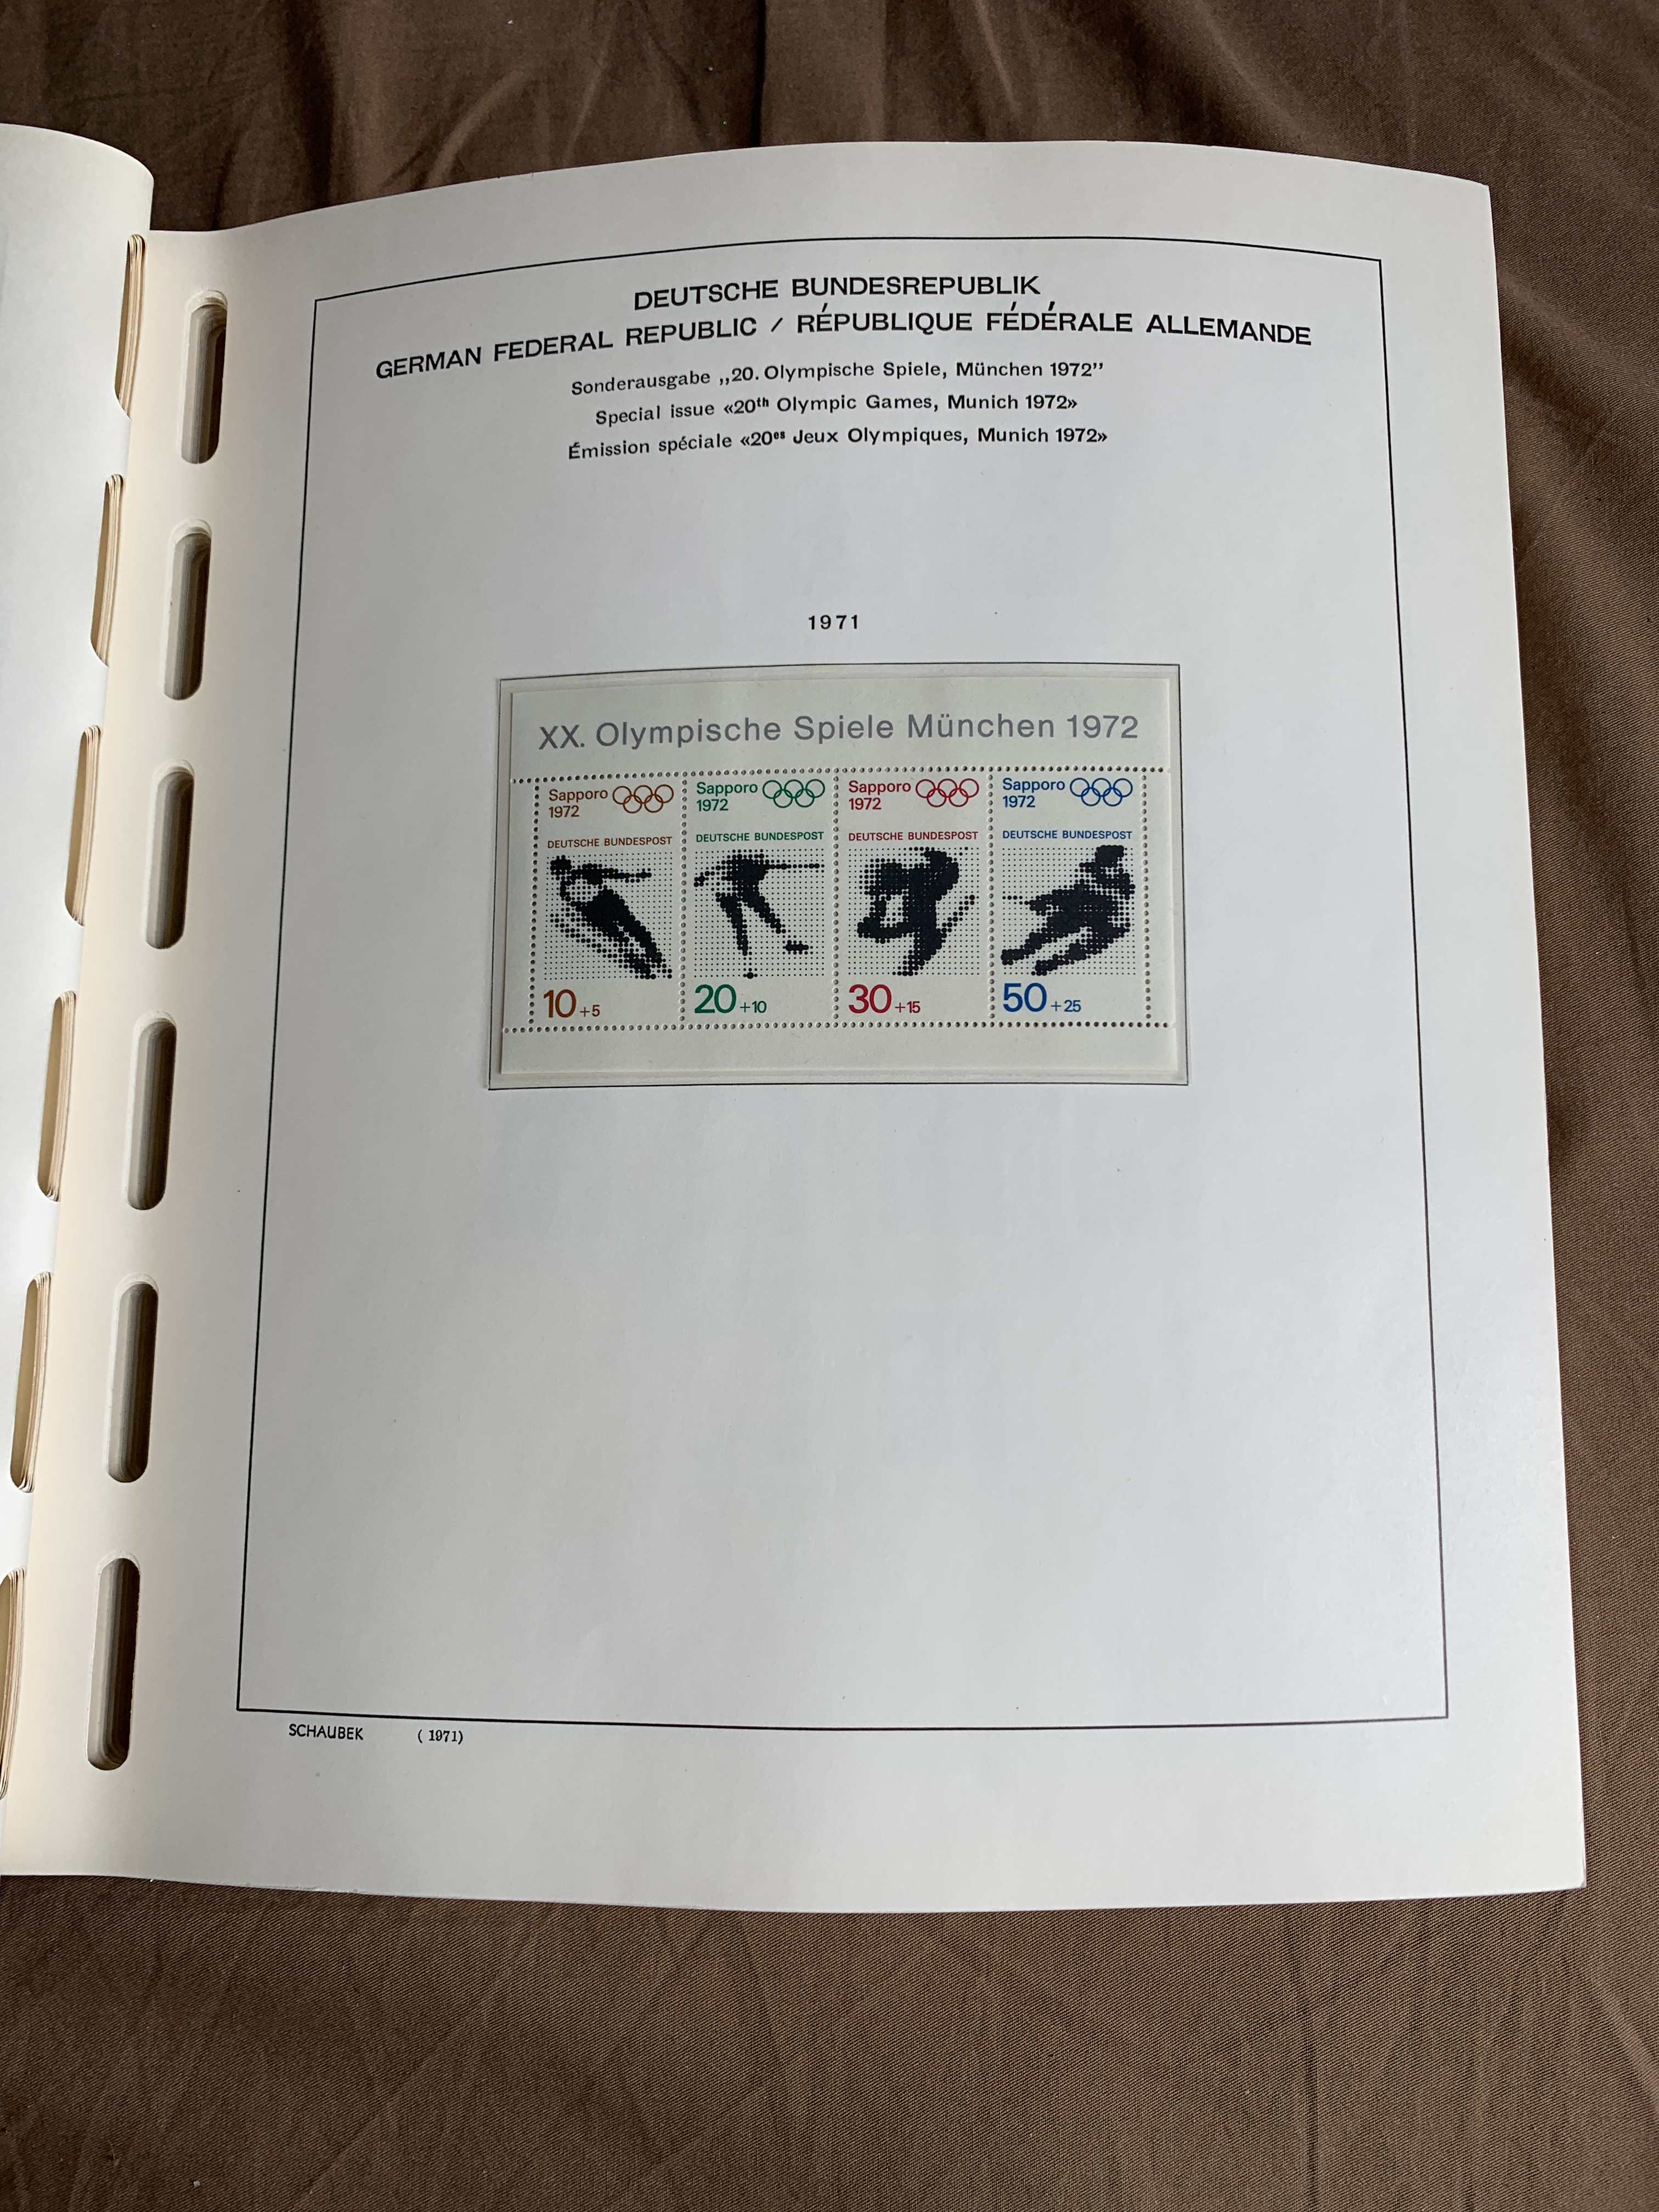 DEUTSCHE BUNDESREPUBLIK
GERMAN FEDERAL REPUBLIC / RÉPUBLIQUE FÉDÉRALE ALLEMANDE
Sonderausgabe „20. Olympische Spiele, München 1972”
Special issue «20th Olympic Games, Munich 1972»
Émission spéciale «20es Jeux Olympiques, Munich 1972»
1971
XX. Olympische Spiele München 1972
Sapporo
1972
DEUTSCHE BUNDESPOST
10+5
Sapporo
1972
DEUTSCHE BUNDESPOST
20+10
Sapporo
1972
DEUTSCHE BUNDESPOST
30+15
Sapporo
1972
DEUTSCHE BUNDESPOST
50+25
SCHAUBEK (1971)